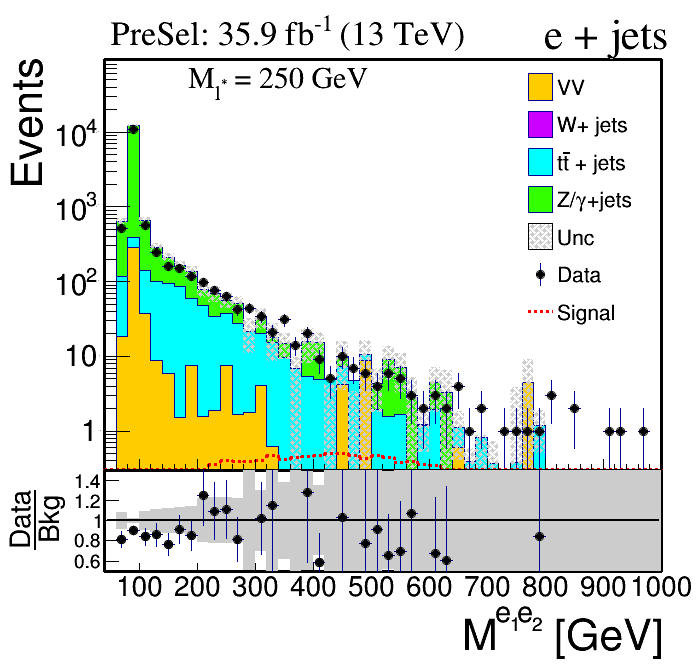 PreSel: 35.9 fb⁻¹ (13 TeV) e + jets
M_l* = 250 GeV
Events
10⁴
10³
10²
10
1
VV
W+ jets
tt̄ + jets
Z/γ+jets
Unc
Data
Signal
Data
Bkg
1.4
1.2
1
0.8
0.6
100 200 300 400 500 600 700 800 900 1000
M^e₁e₂ [GeV]